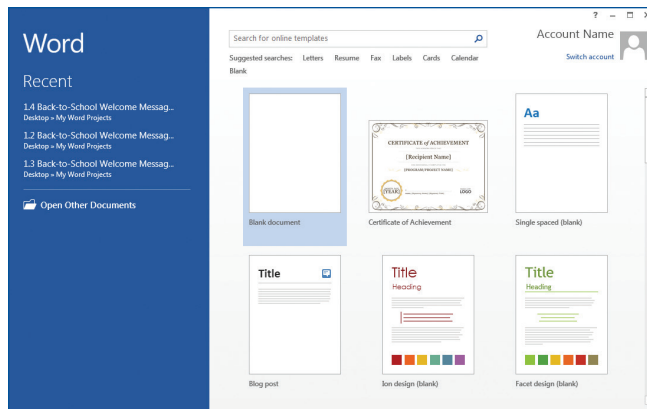 Word
Recent
1.4 Back-to-School Welcome Messag...
Desktop » My Word Projects
1.2 Back-to-School Welcome Messag...
Desktop » My Word Projects
1.3 Back-to-School Welcome Messag...
Desktop » My Word Projects
Open Other Documents
?
Account Name
Switch account
Search for online templates
Suggested searches: Letters Resume Fax Labels Cards Calendar
Blank
Blank document
CERTIFICATE of ACHIEVEMENT
[Recipient Name]
[PROGRAM/PROJECT NAME]
[YEAR]
LOGO
Certificate of Achievement
Aa
Single spaced (blank)
Title
Blog post
Title
Heading
Ion design (blank)
Title
Heading
Facet design (blank)